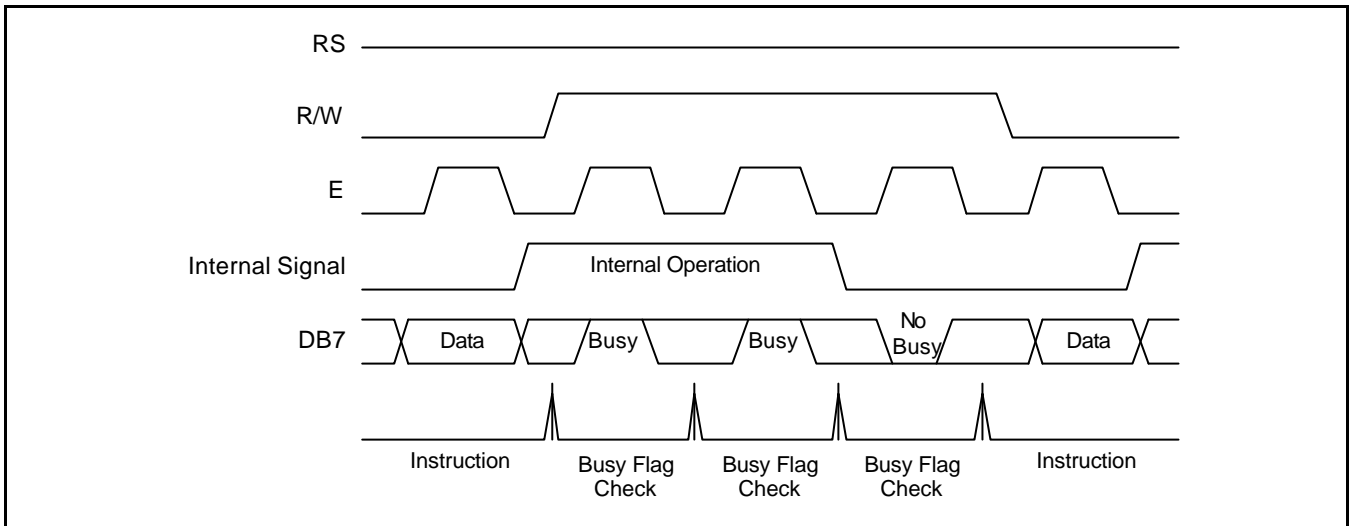 RS
R/W
E
Internal Signal
Internal Operation
DB7
Data
Busy
Busy
No
Busy
Data
Instruction
Busy Flag
Check
Busy Flag
Check
Busy Flag
Check
Instruction